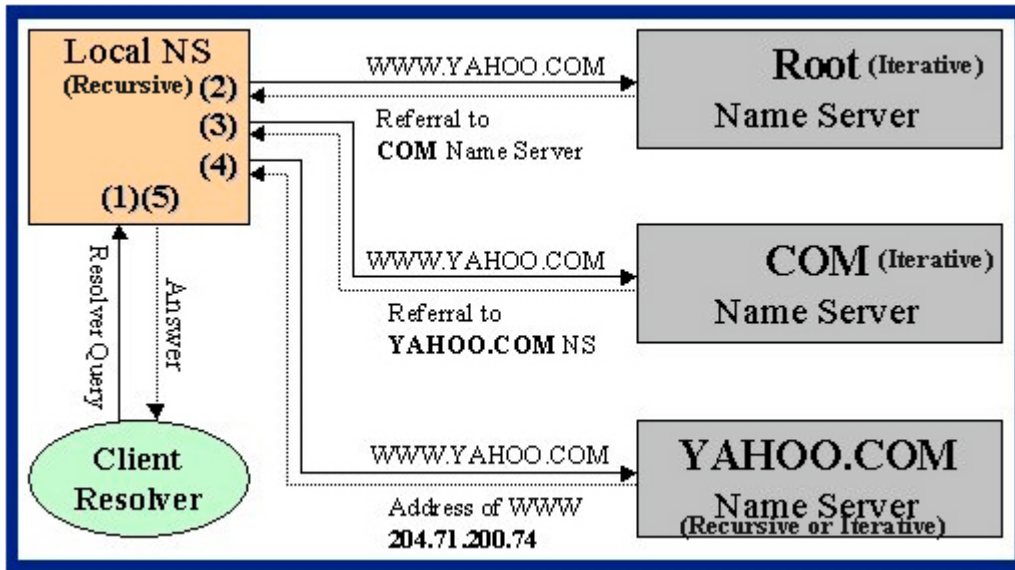 Local NS
(Recursive) (2)
(3)
(4)
(1)(5)
WWW.YAHOO.COM
Referral to
COM Name Server
Root (Iterative)
Name Server
WWW.YAHOO.COM
Referral to
YAHOO.COM NS
COM (Iterative)
Name Server
Resolver Query
Answer
Client
Resolver
WWW.YAHOO.COM
Address of WWW
204.71.200.74
YAHOO.COM
Name Server
(Recursive or Iterative)